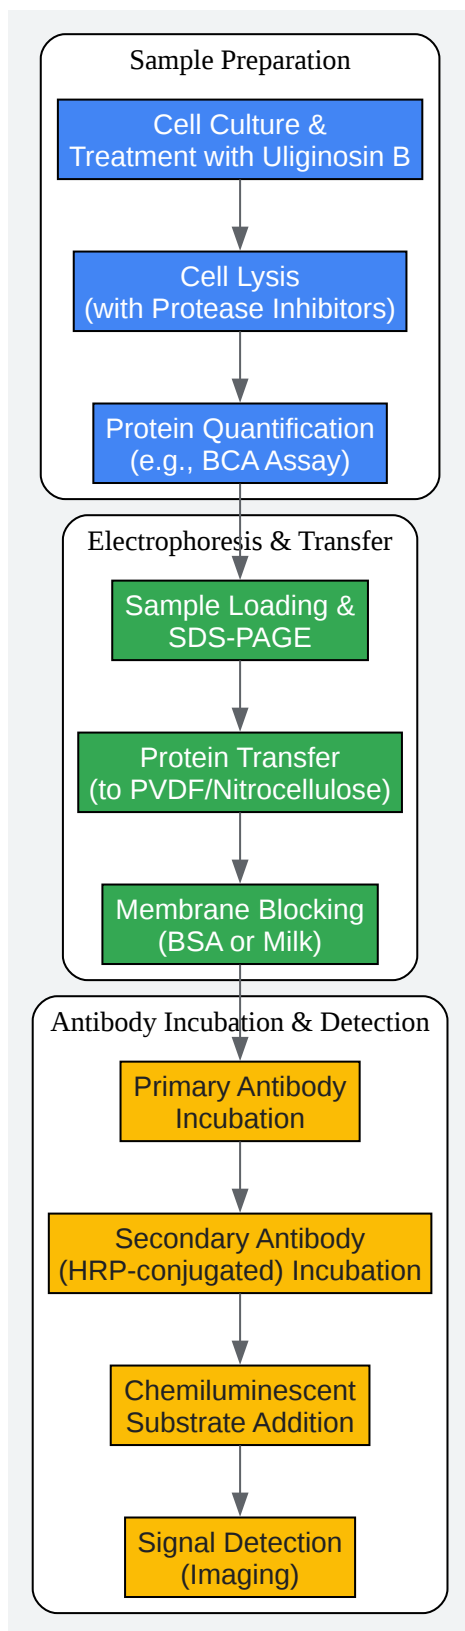 Sample Preparation
Cell Culture &
Treatment with Uliginosin B
Cell Lysis
(with Protease Inhibitors)
Protein Quantification
(e.g., BCA Assay)
Electrophoresis & Transfer
Sample Loading &
SDS-PAGE
Protein Transfer
(to PVDF/Nitrocellulose)
Membrane Blocking
(BSA or Milk)
Antibody Incubation & Detection
Primary Antibody
Incubation
Secondary Antibody
(HRP-conjugated) Incubation
Chemiluminescent
Substrate Addition
Signal Detection
(Imaging)